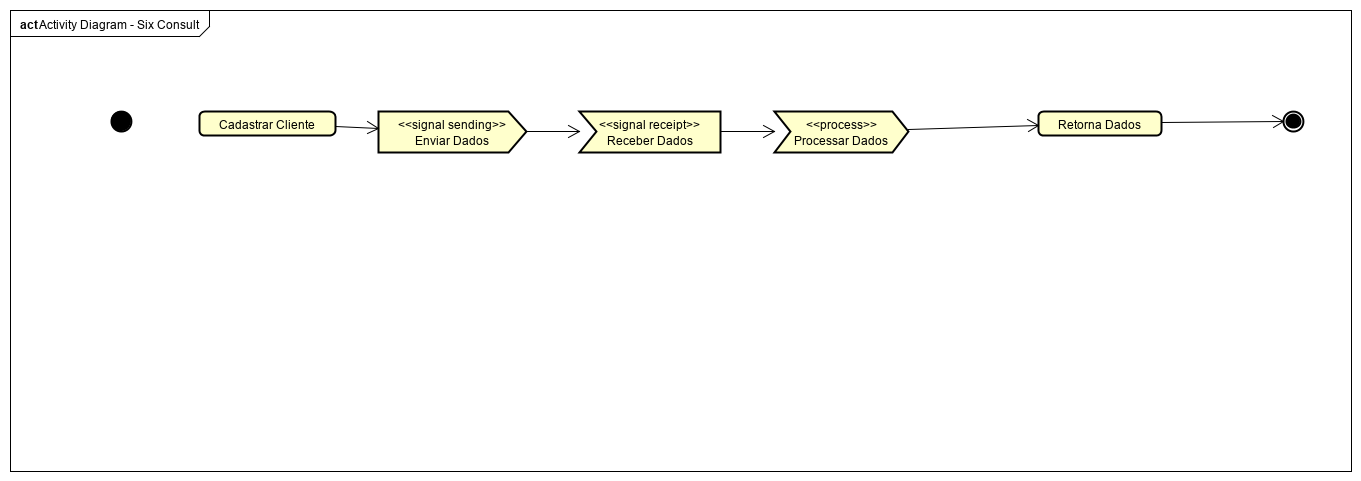 act Activity Diagram - Six Consult
Cadastrar Cliente
<<signal sending>>
Enviar Dados
<<signal receipt>>
Receber Dados
<<process>>
Processar Dados
Retorna Dados